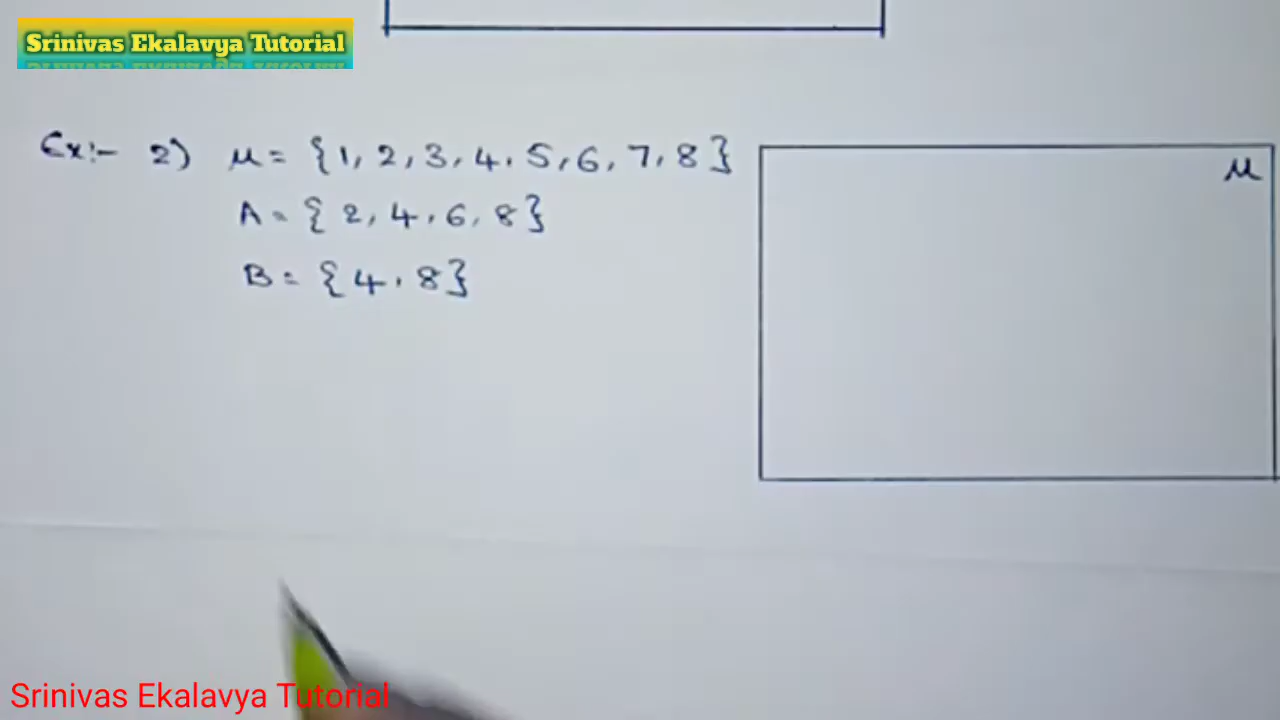 Srinivas Ekalavya Tutorial
Ex:- 2) μ = {1, 2, 3, 4, 5, 6, 7, 8}
μ
A = {2, 4, 6, 8}
B = {4, 8}
Srinivas Ekalavya Tutorial